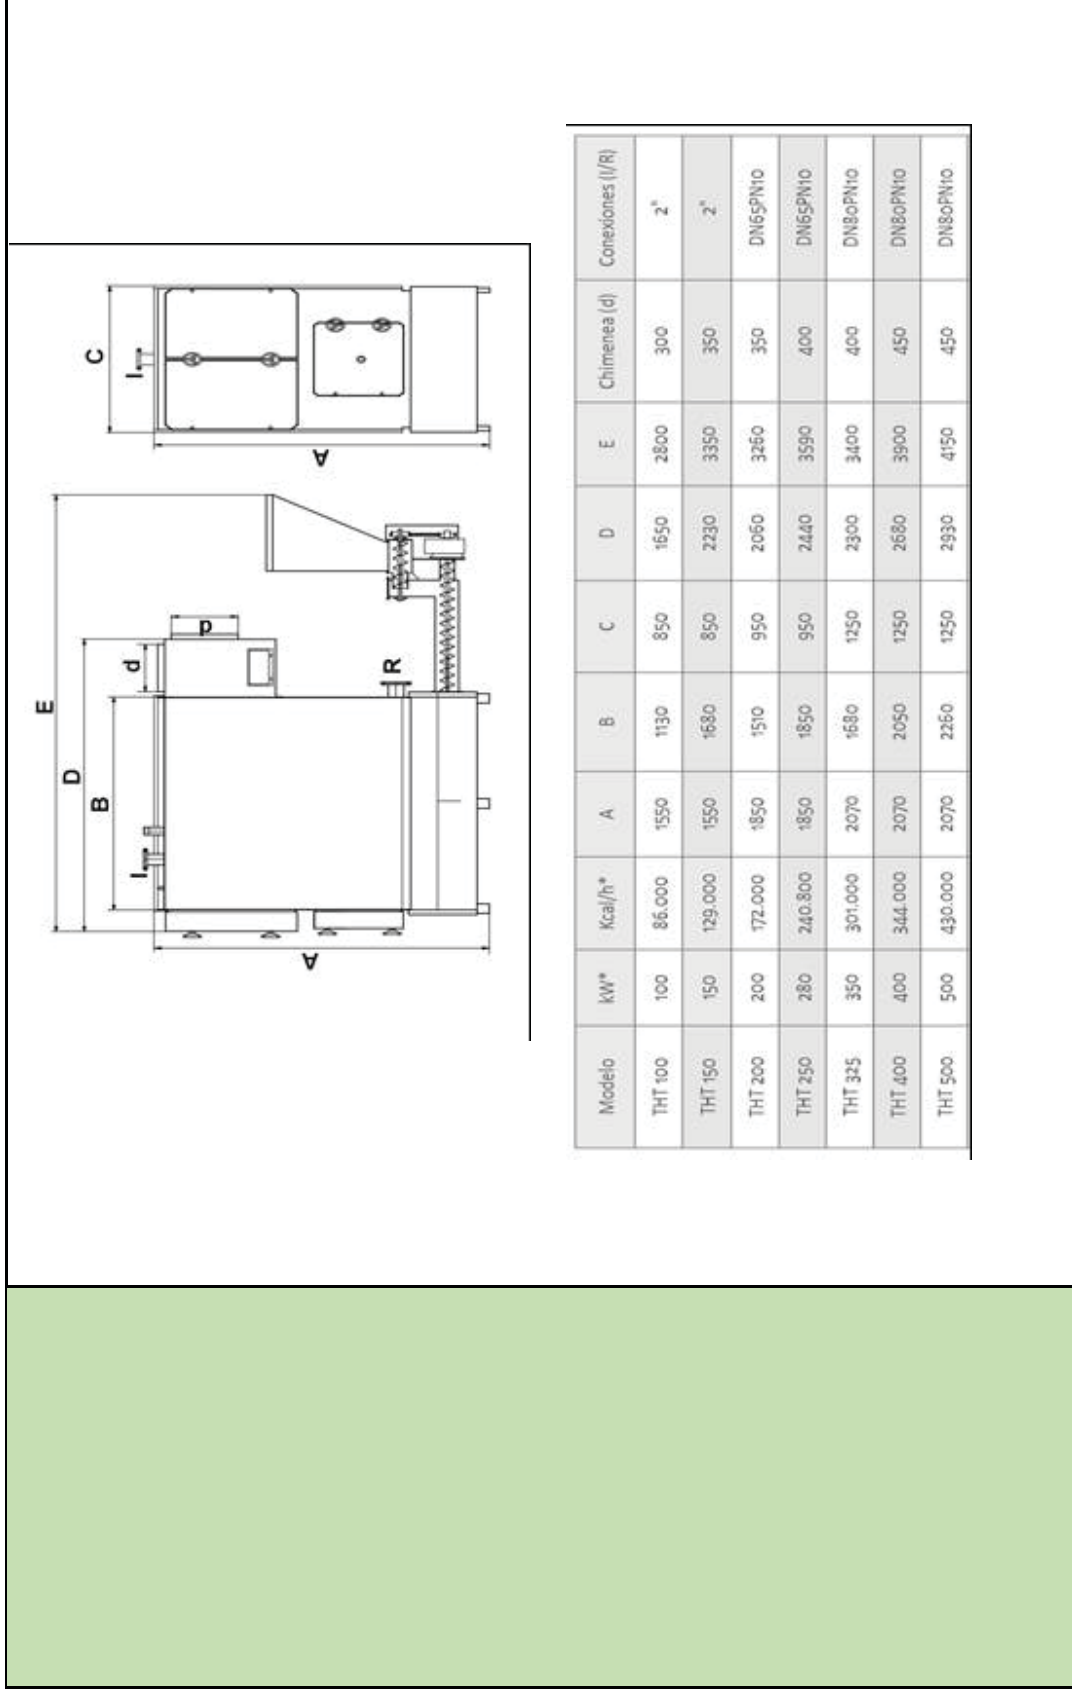 E
D
B
I
d
d
R
A
C
I
A
Modelo kW* Kcal/h* A B C D E Chimenea (d) Conexiones (I/R)
THT 100 100 86.000 1550 1130 850 1650 2800 300 2"
THT 150 150 129.000 1550 1680 850 2230 3350 350 2"
THT 200 200 172.000 1850 1510 950 2060 3260 350 DN65PN10
THT 250 280 240.800 1850 1850 950 2440 3590 400 DN65PN10
THT 325 350 301.000 2070 1680 1250 2300 3400 400 DN80PN10
THT 400 400 344.000 2070 2050 1250 2680 3900 450 DN80PN10
THT 500 500 430.000 2070 2260 1250 2930 4150 450 DN80PN10